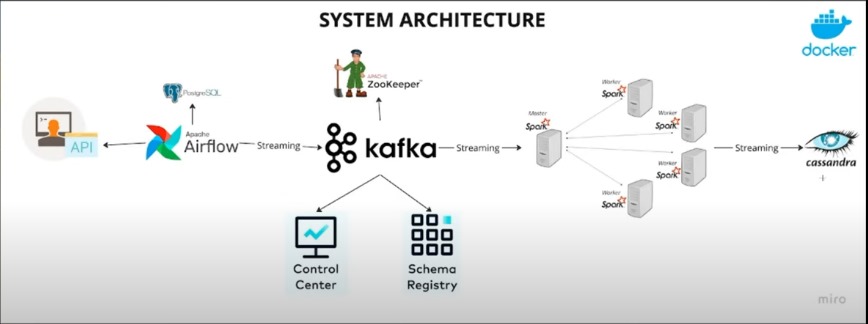 SYSTEM ARCHITECTURE
docker
PostgreSQL
APACHE
ZooKeeper™
API
Apache
Airflow
Streaming
kafka
Streaming
Master
Spark
Worker
Spark
Worker
Spark
Worker
Spark
Worker
Spark
Streaming
cassandra
Control
Center
Schema
Registry
miro